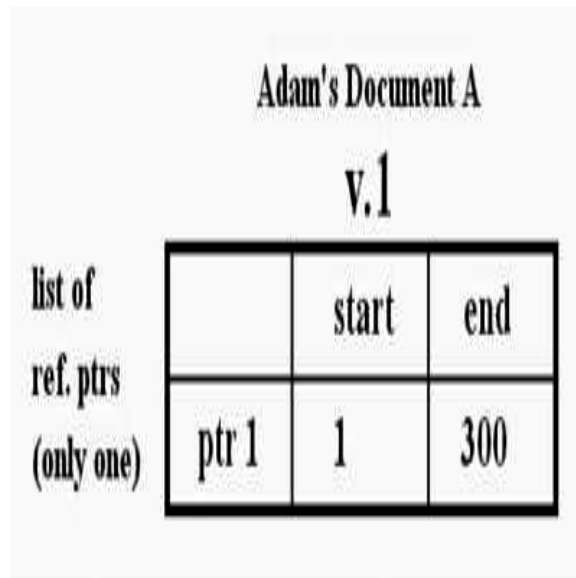 Adam's Document A
v.1
list of
ref. ptrs
(only one)
start end
ptr 1 1 300